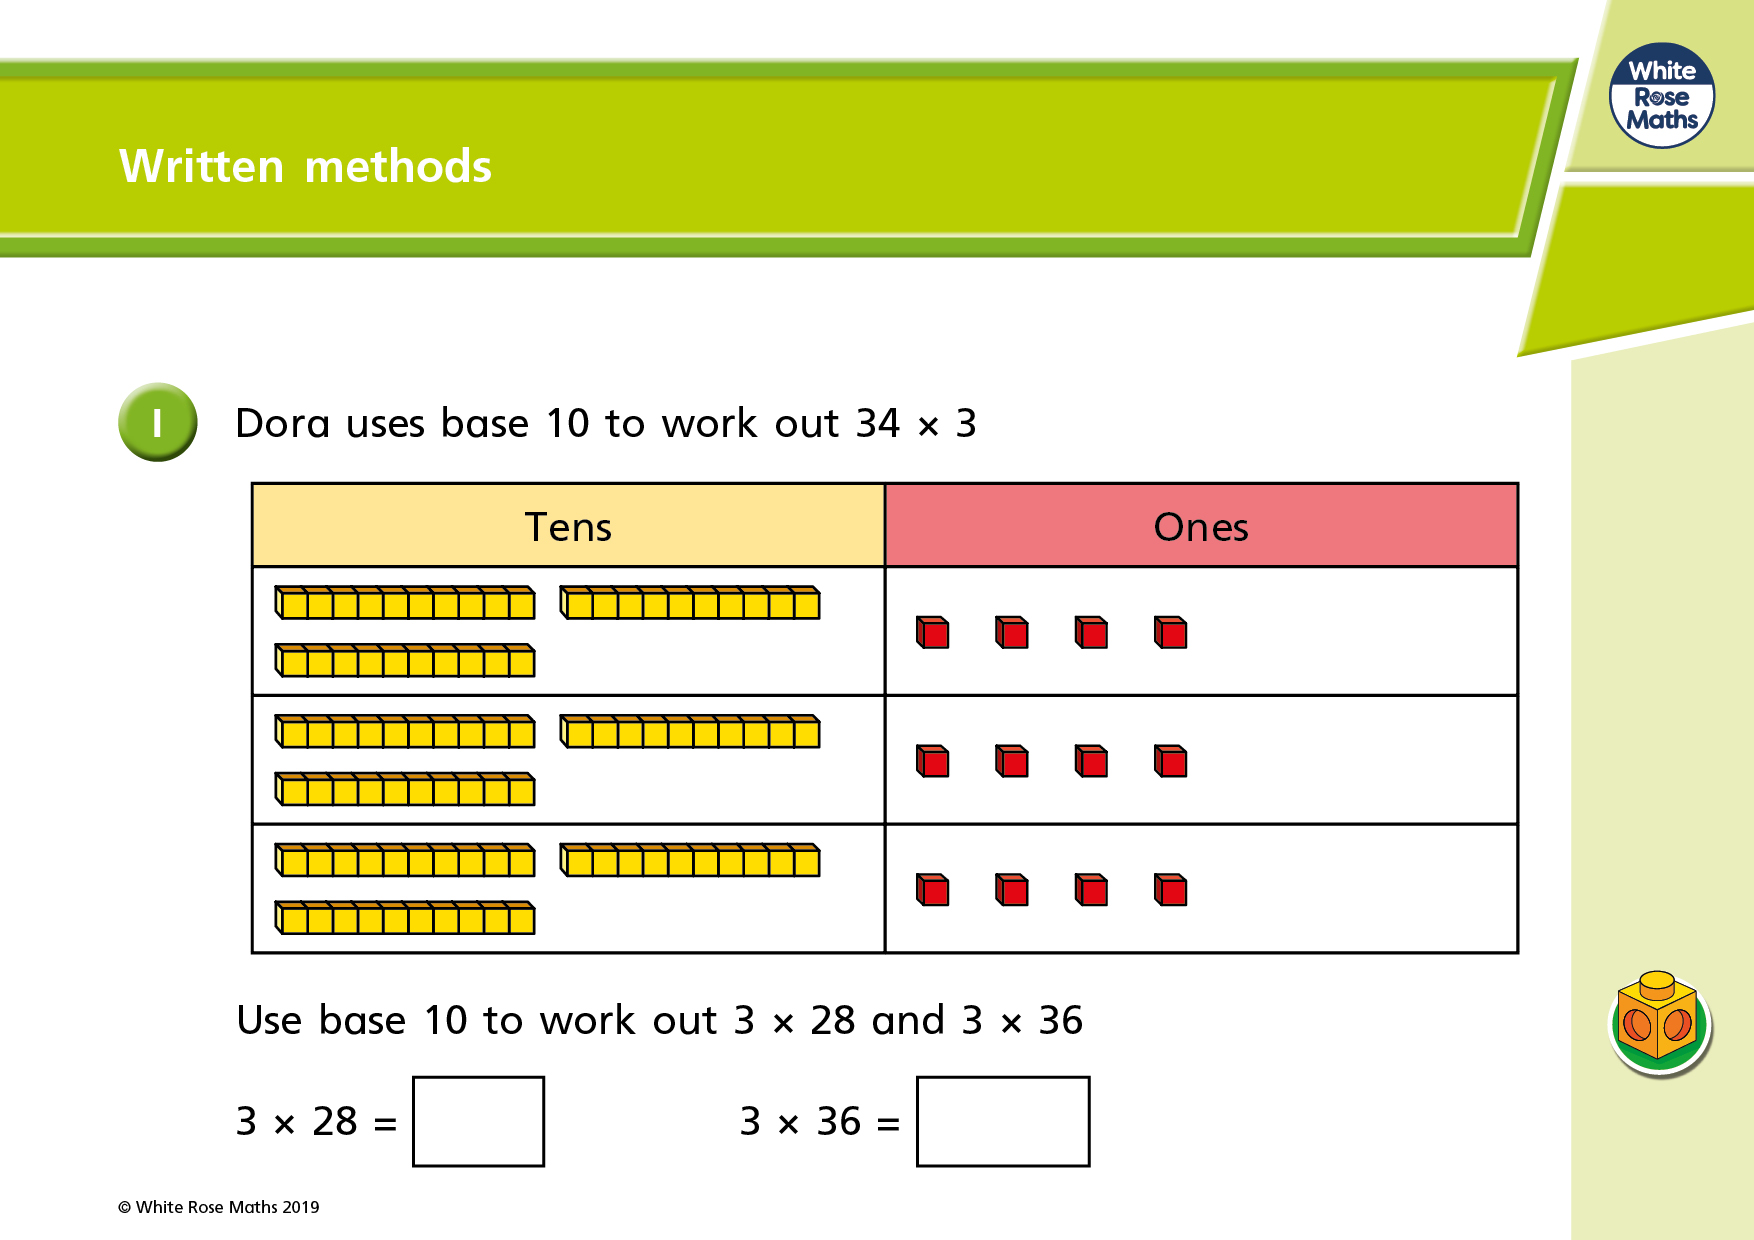 White
Rose
Maths
Written methods
1 Dora uses base 10 to work out 34 × 3
Tens Ones
Use base 10 to work out 3 × 28 and 3 × 36
3 × 28 = 3 × 36 =
© White Rose Maths 2019